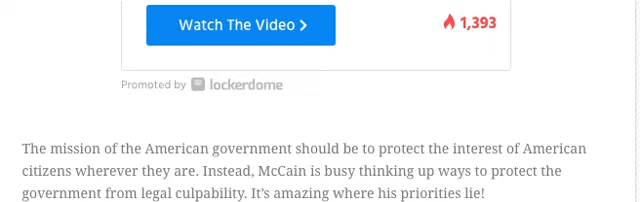 Watch The Video
1,393
Promoted by lockerdome
The mission of the American government should be to protect the interest of American
citizens wherever they are. Instead, McCain is busy thinking up ways to protect the
government from legal culpability. It’s amazing where his priorities lie!